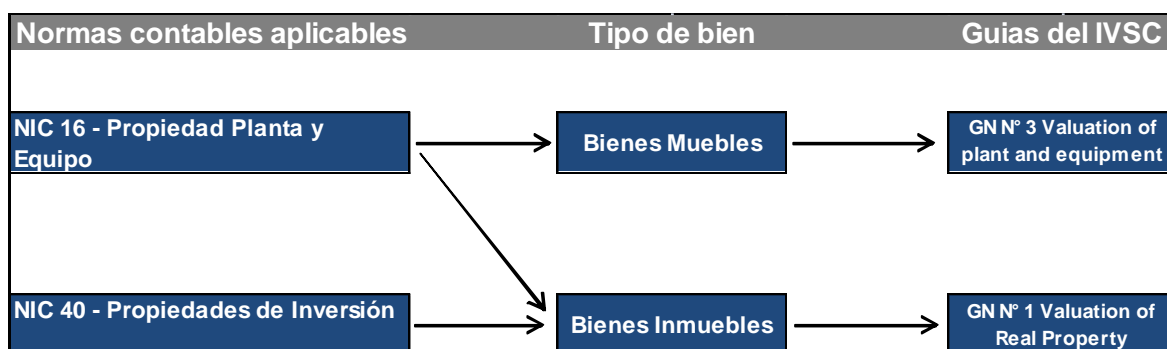 Normas contables aplicables
Tipo de bien
Guias del IVSC
NIC 16 - Propiedad Planta y
Equipo
Bienes Muebles
GN N° 3 Valuation of
plant and equipment
NIC 40 - Propiedades de Inversión
Bienes Inmuebles
GN N° 1 Valuation of
Real Property